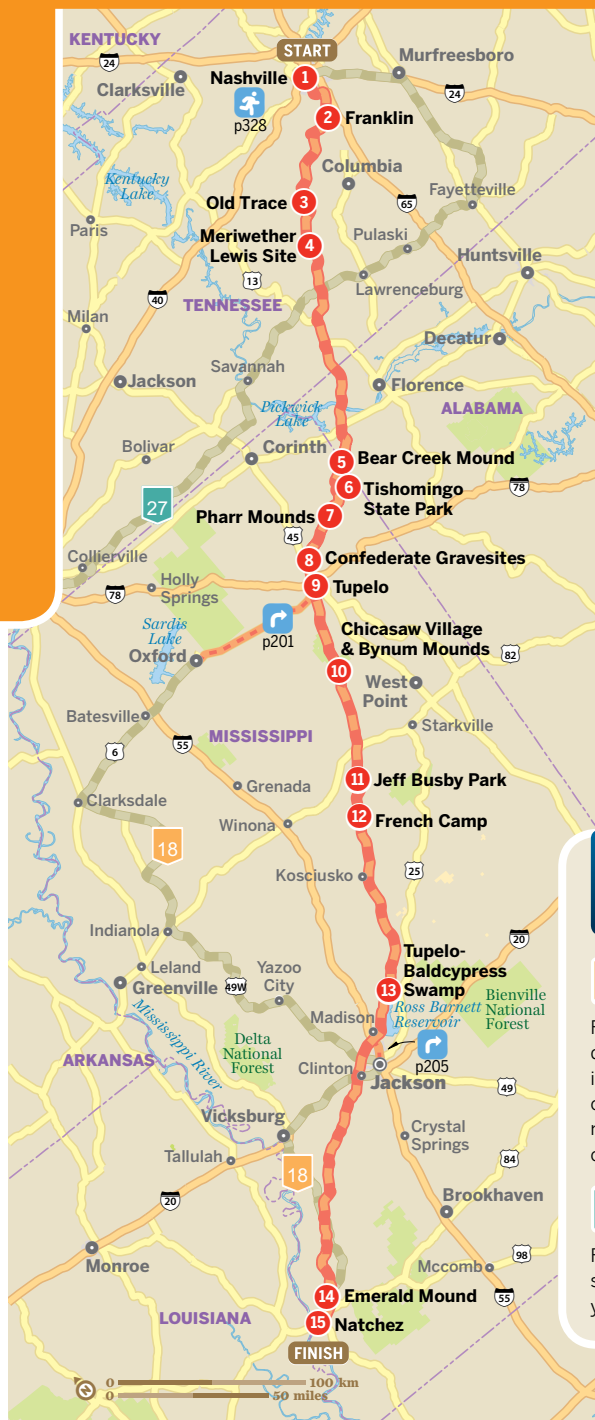 KENTUCKY
START
Murfreesboro
24
Clarksville
Nashville
1
24
p328
2
Franklin
Columbia
Kentucky
Lake
Old Trace
3
65
Fayetteville
Paris
Meriwether
Lewis Site
4
Pulaski
Huntsville
13
Lawrenceburg
40
TENNESSEE
Milan
Decatur
Savannah
Jackson
Florence
Pickwick
Lake
ALABAMA
Bolivar
Corinth
5
Bear Creek Mound
6
Tishomingo
State Park
78
27
Pharr Mounds
7
45
Collierville
8
Confederate Gravesites
78
Holly
Springs
9
Tupelo
Sardis
Lake
p201
Oxford
Chicasaw Village
& Bynum Mounds
82
10
West
Point
Batesville
Starkville
6
55
MISSISSIPPI
11
Jeff Busby Park
Grenada
Clarksdale
12
French Camp
Winona
18
Kosciusko
25
Indianola
20
Tupelo-
Baldcypress
Swamp
13
Leland
Greenville
Yazoo
City
49W
Bienville
National
Forest
Ross Barnett
Reservoir
Mississippi River
Madison
Delta
National
Forest
p205
ARKANSAS
Clinton
Jackson
49
Vicksburg
Crystal
Springs
Tallulah
84
18
20
Brookhaven
Monroe
98
Mccomb
14
Emerald Mound
55
LOUISIANA
15
Natchez
FINISH
0 100 km
0 50 miles